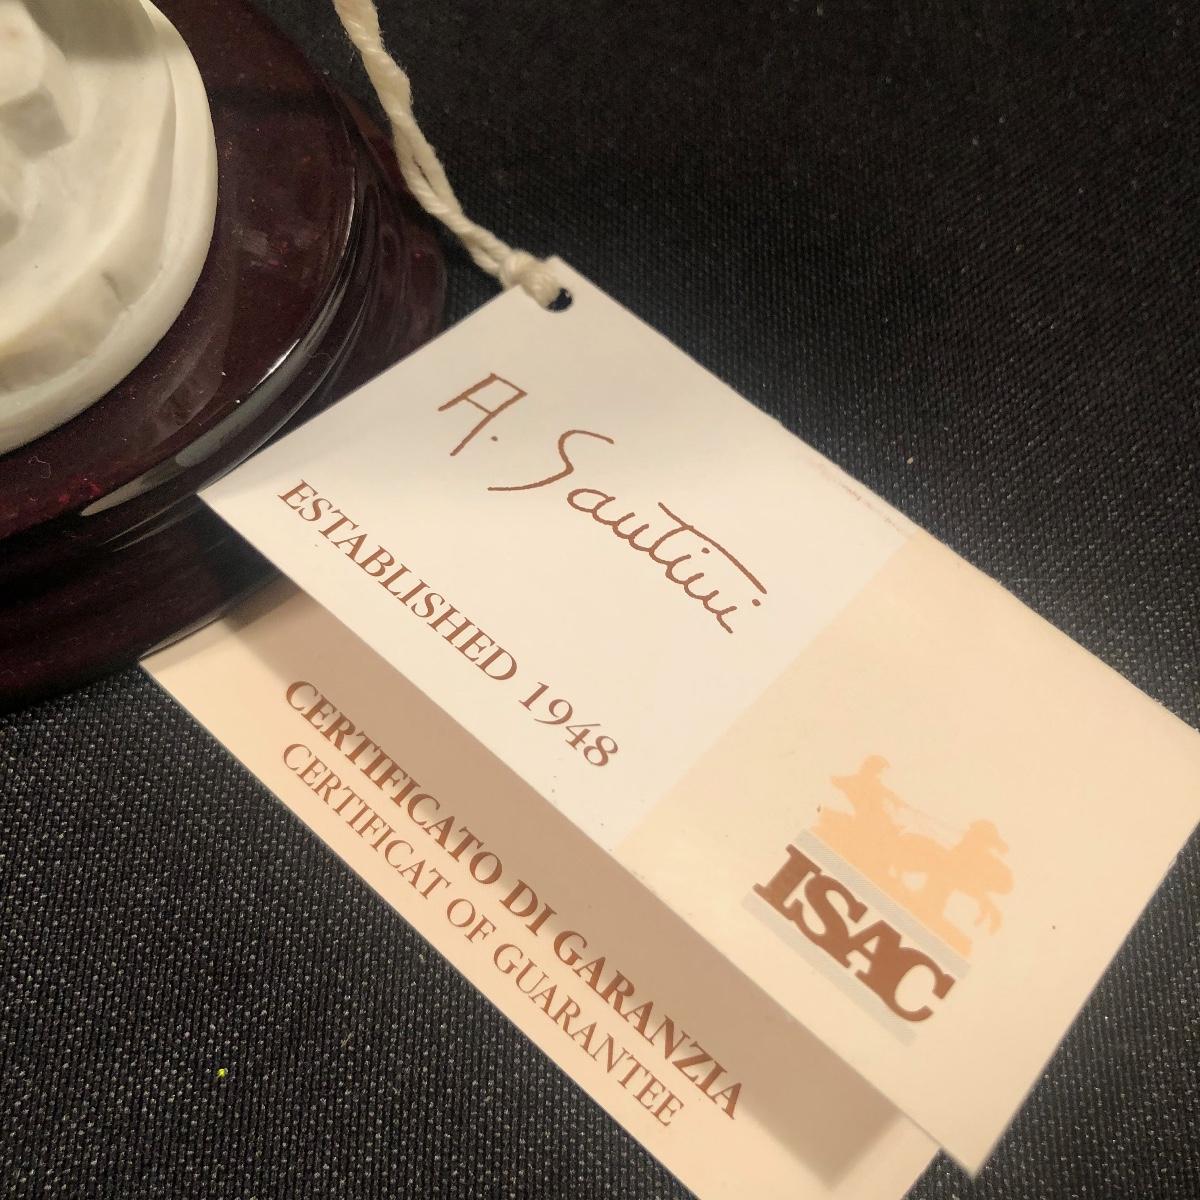 A. Santini
ESTABLISHED 1948
ISAC
CERTIFICATO DI GARANZIA
CERTIFICAT OF GUARANTEE